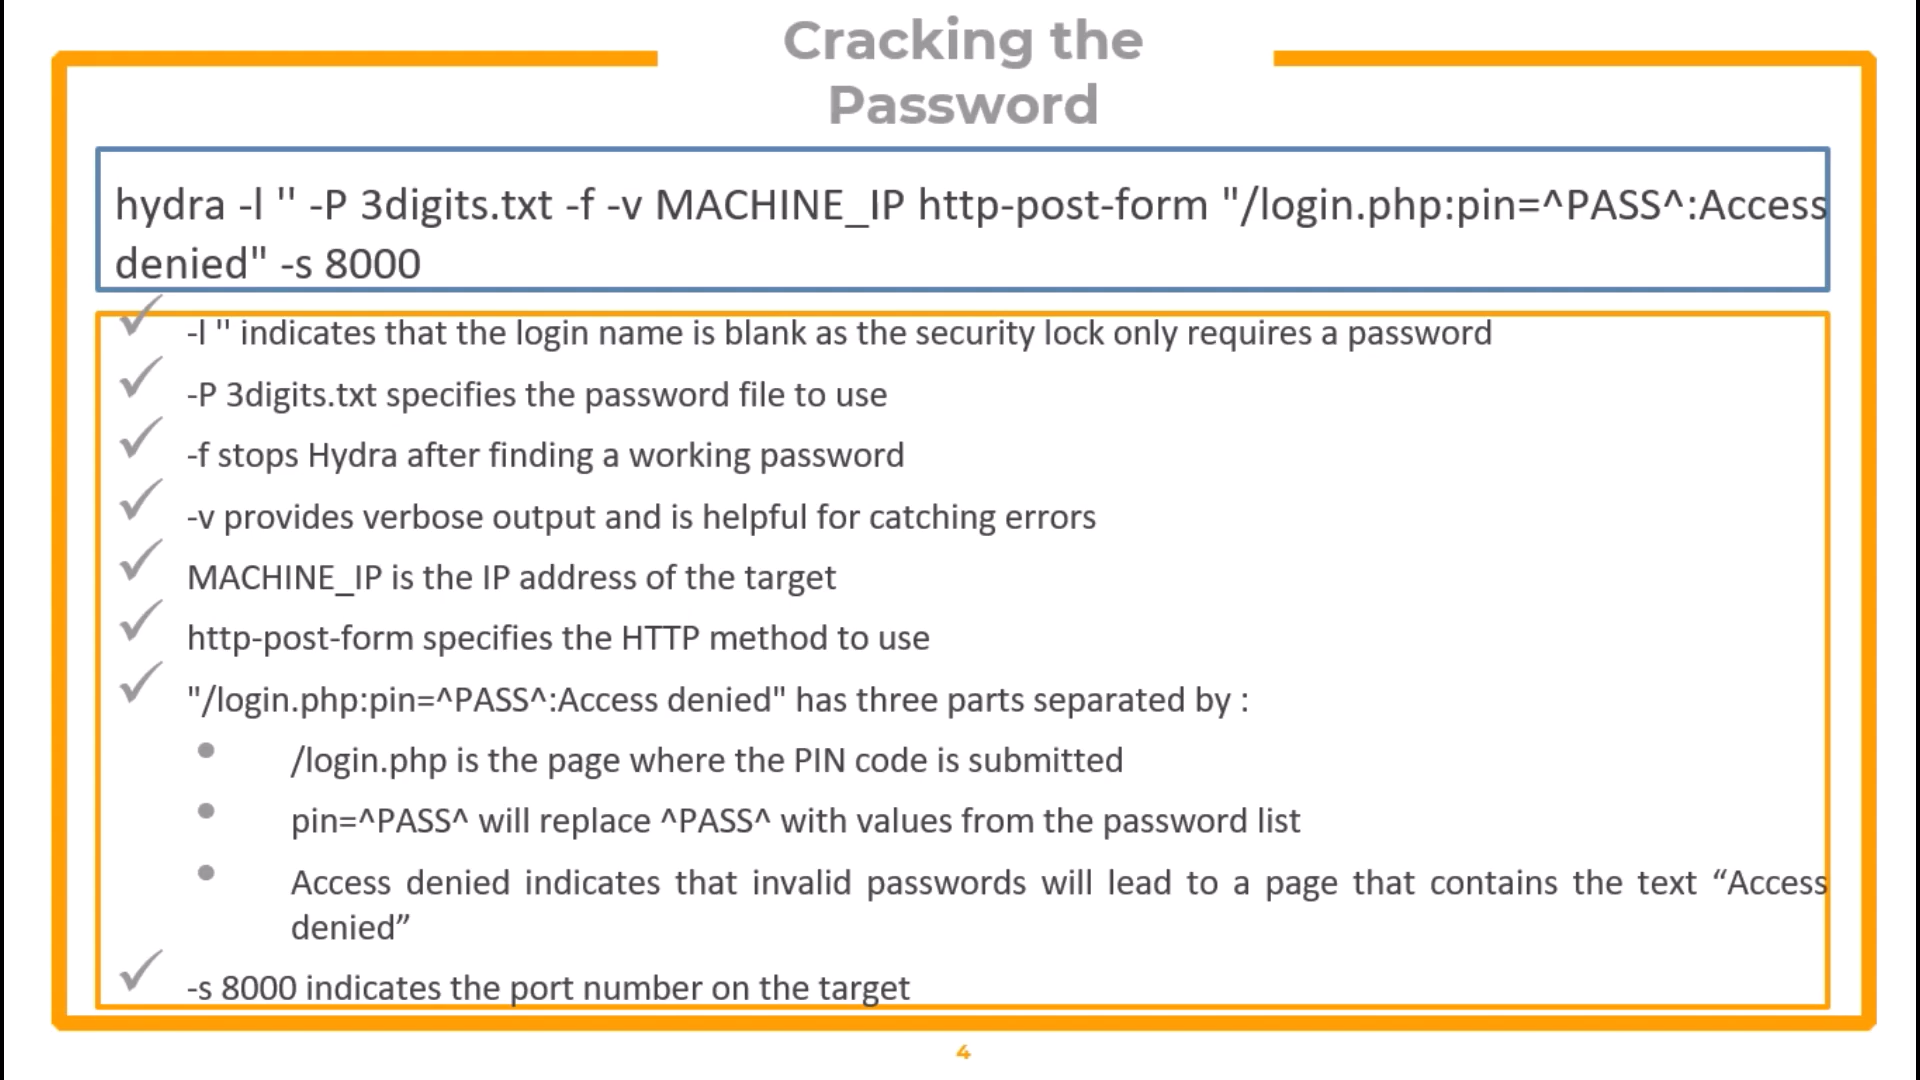 Cracking the
Password
hydra -l '' -P 3digits.txt -f -v MACHINE_IP http-post-form "/login.php:pin=^PASS^:Access
denied" -s 8000
-l '' indicates that the login name is blank as the security lock only requires a password
-P 3digits.txt specifies the password file to use
-f stops Hydra after finding a working password
-v provides verbose output and is helpful for catching errors
MACHINE_IP is the IP address of the target
http-post-form specifies the HTTP method to use
"/login.php:pin=^PASS^:Access denied" has three parts separated by :
/login.php is the page where the PIN code is submitted
pin=^PASS^ will replace ^PASS^ with values from the password list
Access denied indicates that invalid passwords will lead to a page that contains the text “Access
denied”
-s 8000 indicates the port number on the target
4